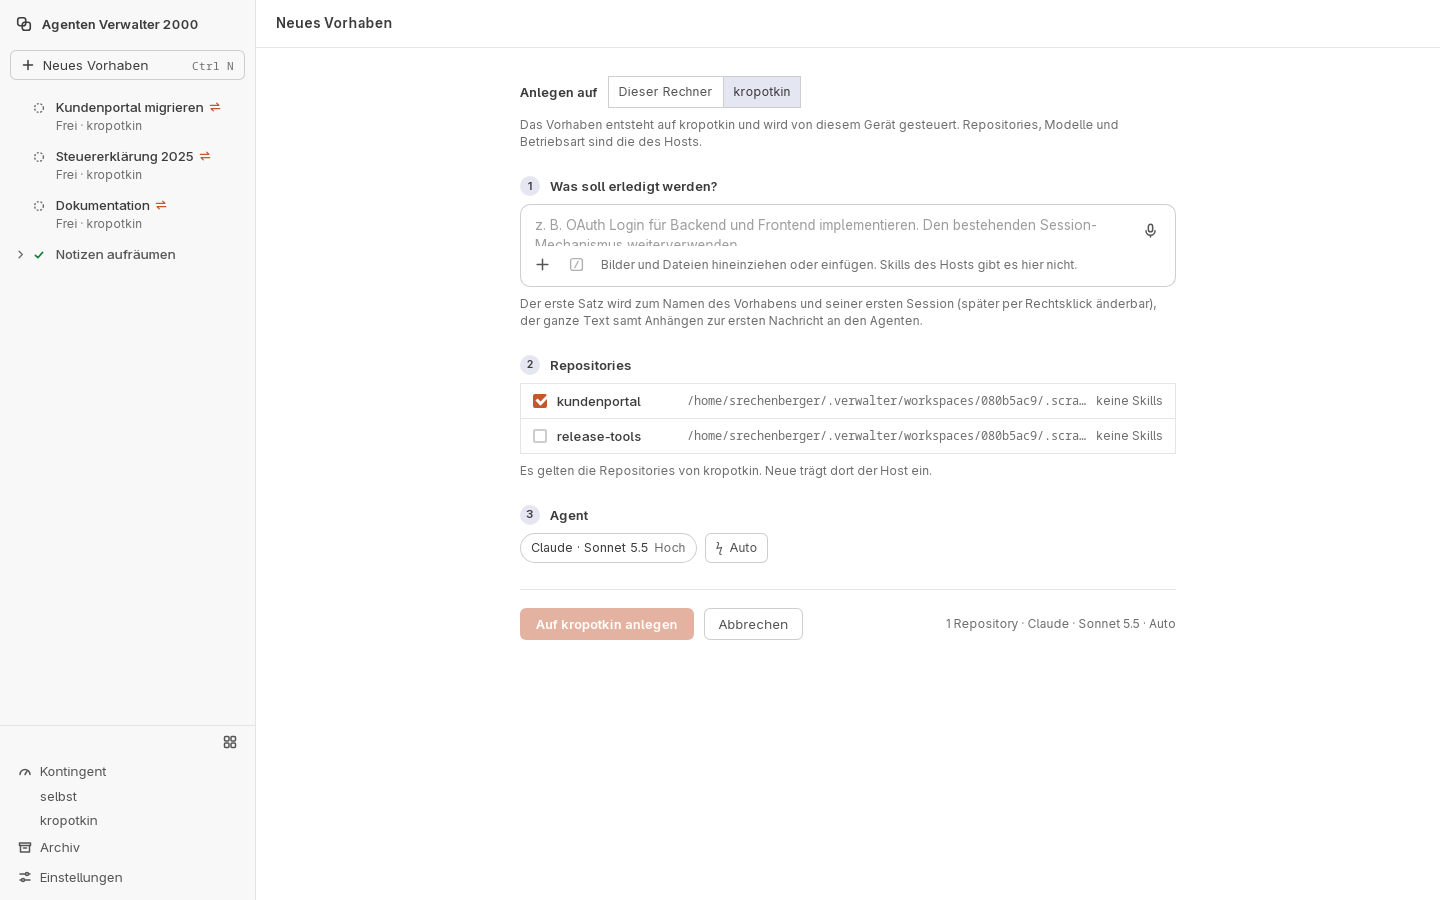 Agenten Verwalter 2000
Neues Vorhaben Ctrl N
Kundenportal migrieren
Frei · kropotkin
Steuererklärung 2025
Frei · kropotkin
Dokumentation
Frei · kropotkin
Notizen aufräumen
Kontingent
selbst
kropotkin
Archiv
Einstellungen
Neues Vorhaben
Anlegen auf Dieser Rechner kropotkin
Das Vorhaben entsteht auf kropotkin und wird von diesem Gerät gesteuert. Repositories, Modelle und
Betriebsart sind die des Hosts.
1 Was soll erledigt werden?
z. B. OAuth Login für Backend und Frontend implementieren. Den bestehenden Session-
Mechanismus weiterverwenden
Bilder und Dateien hineinziehen oder einfügen. Skills des Hosts gibt es hier nicht.
Der erste Satz wird zum Namen des Vorhabens und seiner ersten Session (später per Rechtsklick änderbar),
der ganze Text samt Anhängen zur ersten Nachricht an den Agenten.
2 Repositories
kundenportal /home/srechenberger/.verwalter/workspaces/080b5ac9/.scra… keine Skills
release-tools /home/srechenberger/.verwalter/workspaces/080b5ac9/.scra… keine Skills
Es gelten die Repositories von kropotkin. Neue trägt dort der Host ein.
3 Agent
Claude · Sonnet 5.5 Hoch Auto
Auf kropotkin anlegen Abbrechen 1 Repository · Claude · Sonnet 5.5 · Auto